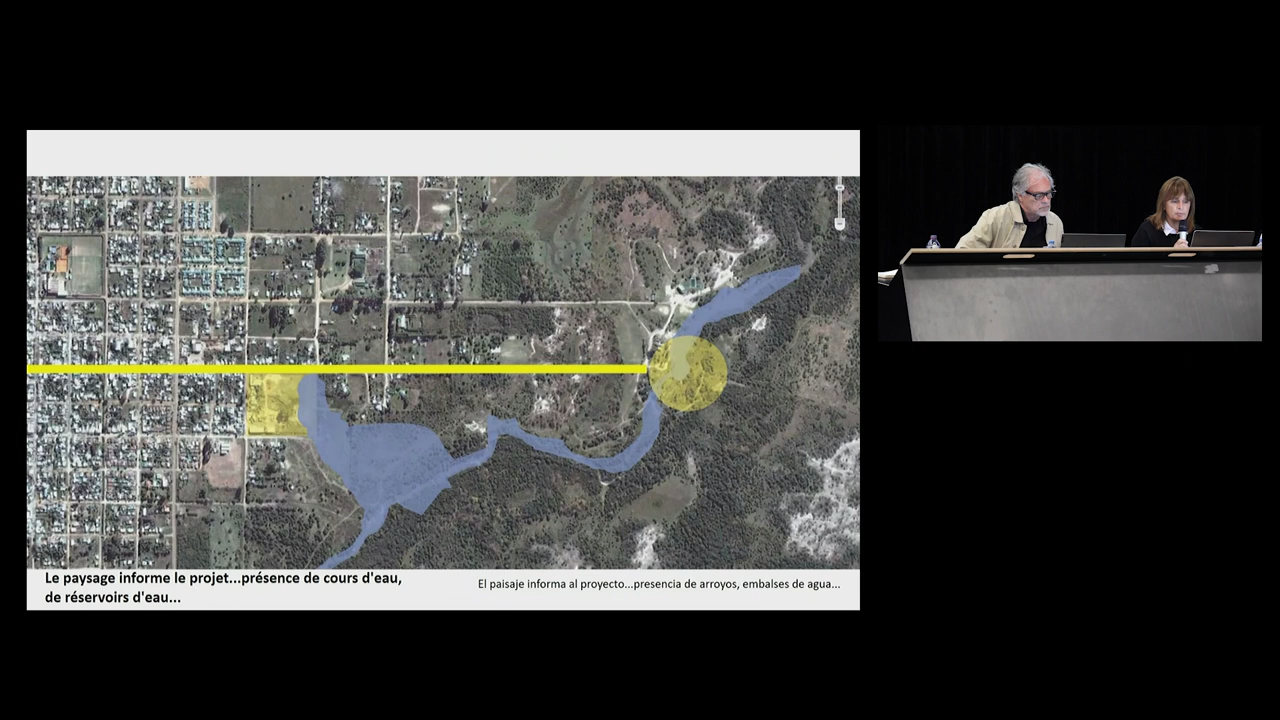 Le paysage informe le projet...présence de cours d'eau,
de réservoirs d'eau...
El paisaje informa al proyecto...presencia de arroyos, embalses de agua...